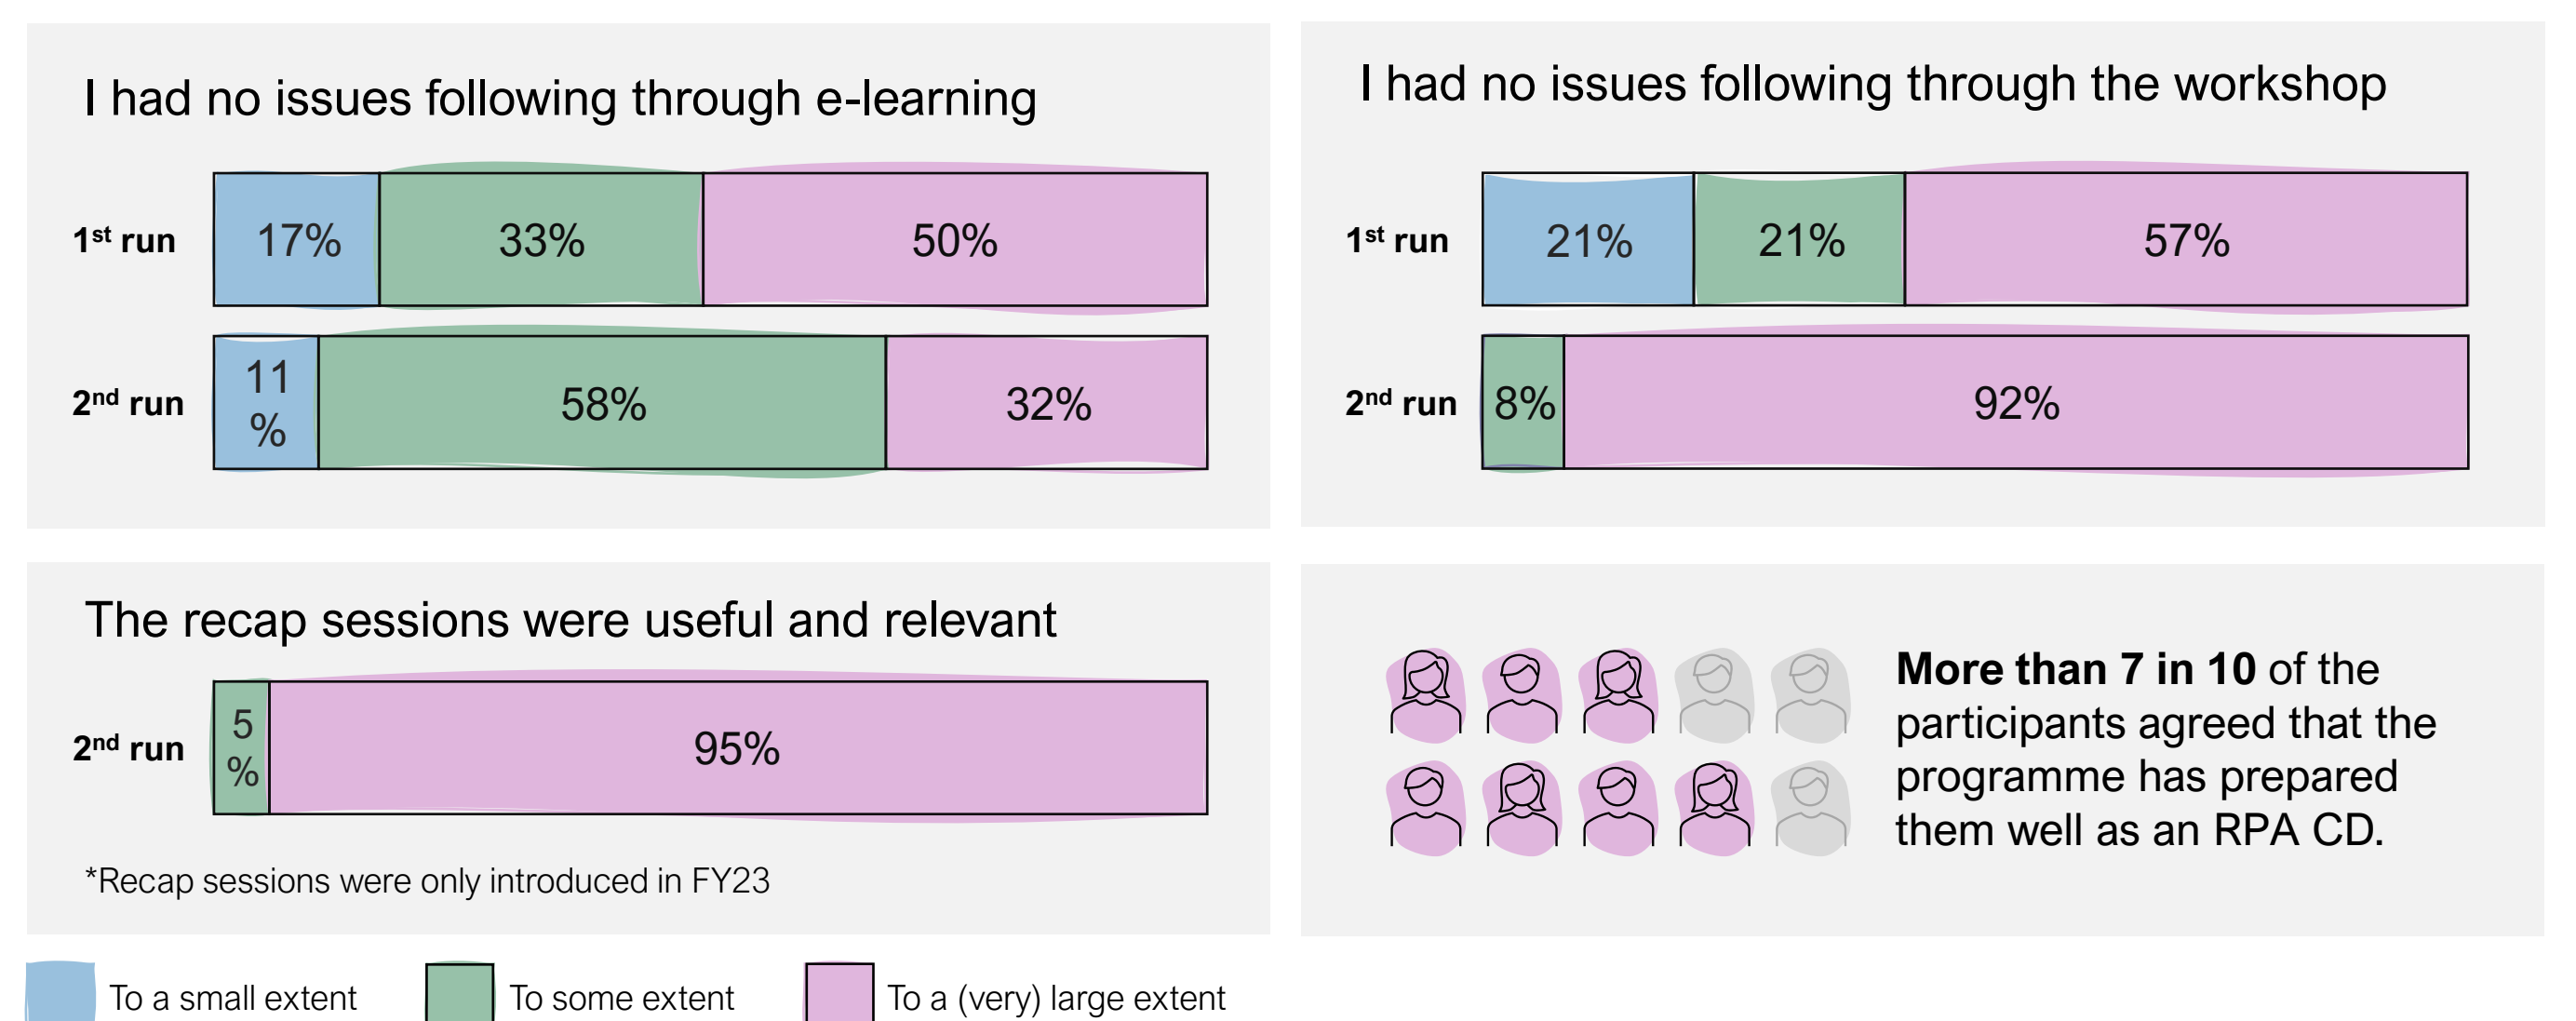 I had no issues following through e-learning
1st run
17%
33%
50%
2nd run
11
%
58%
32%
I had no issues following through the workshop
1st run
21%
21%
57%
2nd run
8%
92%
The recap sessions were useful and relevant
2nd run
5
%
95%
*Recap sessions were only introduced in FY23
More than 7 in 10 of the
participants agreed that the
programme has prepared
them well as an RPA CD.
To a small extent
To some extent
To a (very) large extent